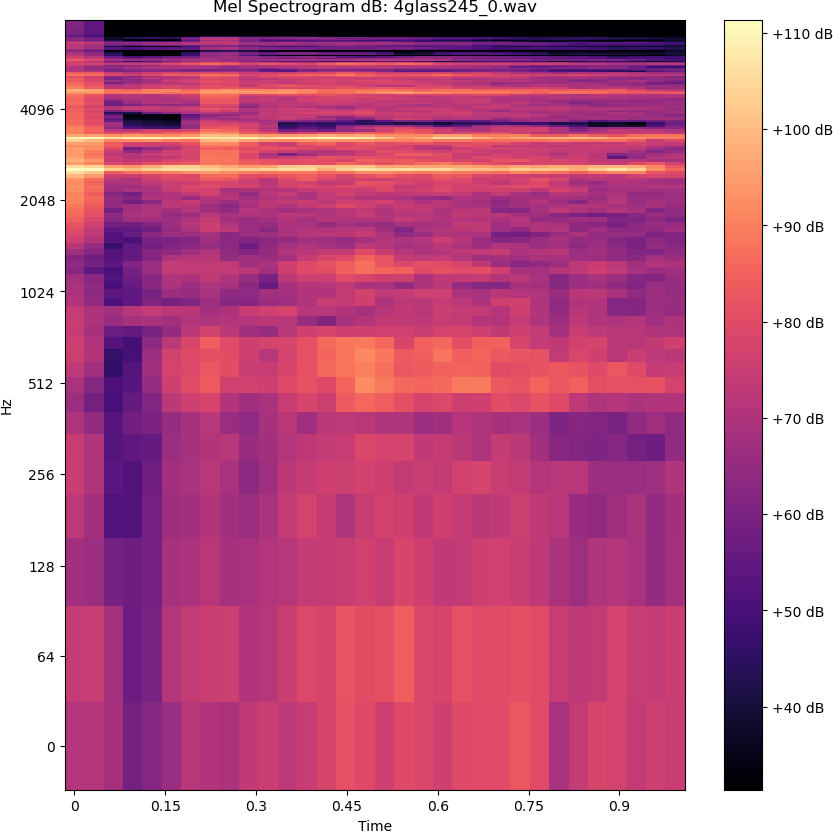 Mel Spectrogram dB: 4glass245_0.wav
+110 dB
4096
+100 dB
2048
+90 dB
1024
+80 dB
512
Hz
+70 dB
256
+60 dB
128
+50 dB
64
+40 dB
0
0 0.15 0.3 0.45 0.6 0.75 0.9
Time